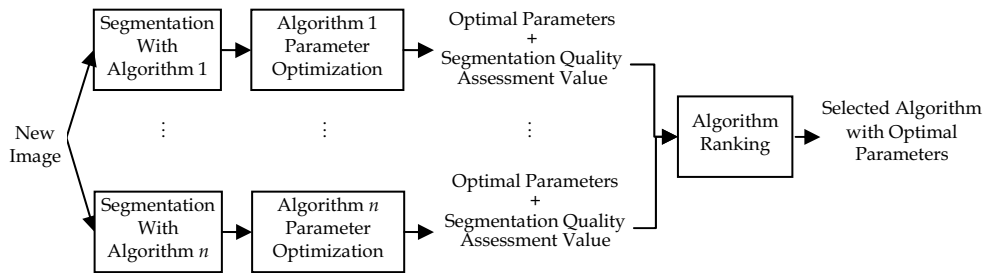 New
Image
Segmentation
With
Algorithm 1
Algorithm 1
Parameter
Optimization
Optimal Parameters
+
Segmentation Quality
Assessment Value
⋮
⋮
⋮
Segmentation
With
Algorithm n
Algorithm n
Parameter
Optimization
Optimal Parameters
+
Segmentation Quality
Assessment Value
Algorithm
Ranking
Selected Algorithm
with Optimal
Parameters